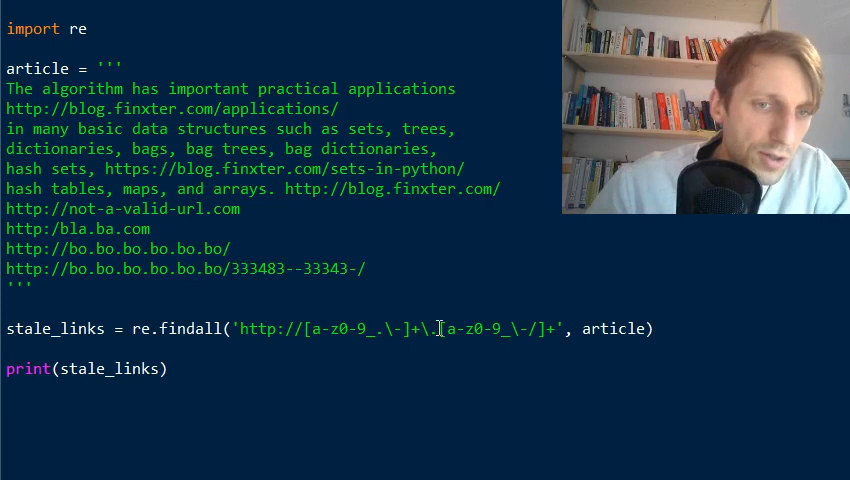 import re
article = '''
The algorithm has important practical applications
http://blog.finxter.com/applications/
in many basic data structures such as sets, trees,
dictionaries, bags, bag trees, bag dictionaries,
hash sets, https://blog.finxter.com/sets-in-python/
hash tables, maps, and arrays. http://blog.finxter.com/
http://not-a-valid-url.com
http:/bla.ba.com
http://bo.bo.bo.bo.bo.bo/
http://bo.bo.bo.bo.bo.bo/333483--33343-/
'''
stale_links = re.findall('http://[a-z0-9_.\-]+\.[a-z0-9_\-/]+', article)
print(stale_links)